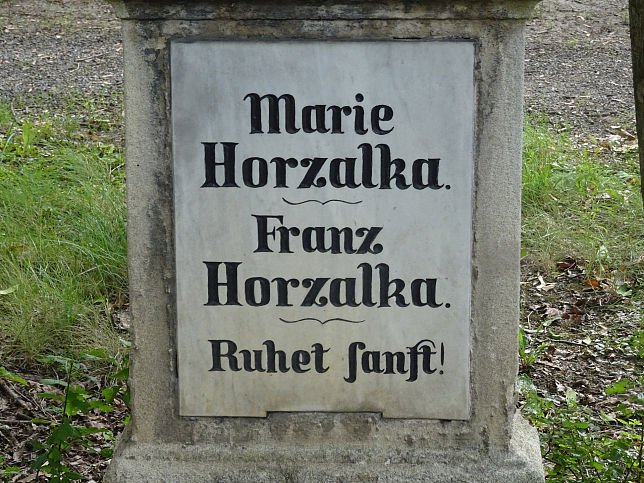 Marie
Horzalka.
Franz
Horzalka.
Ruhet ſanft!